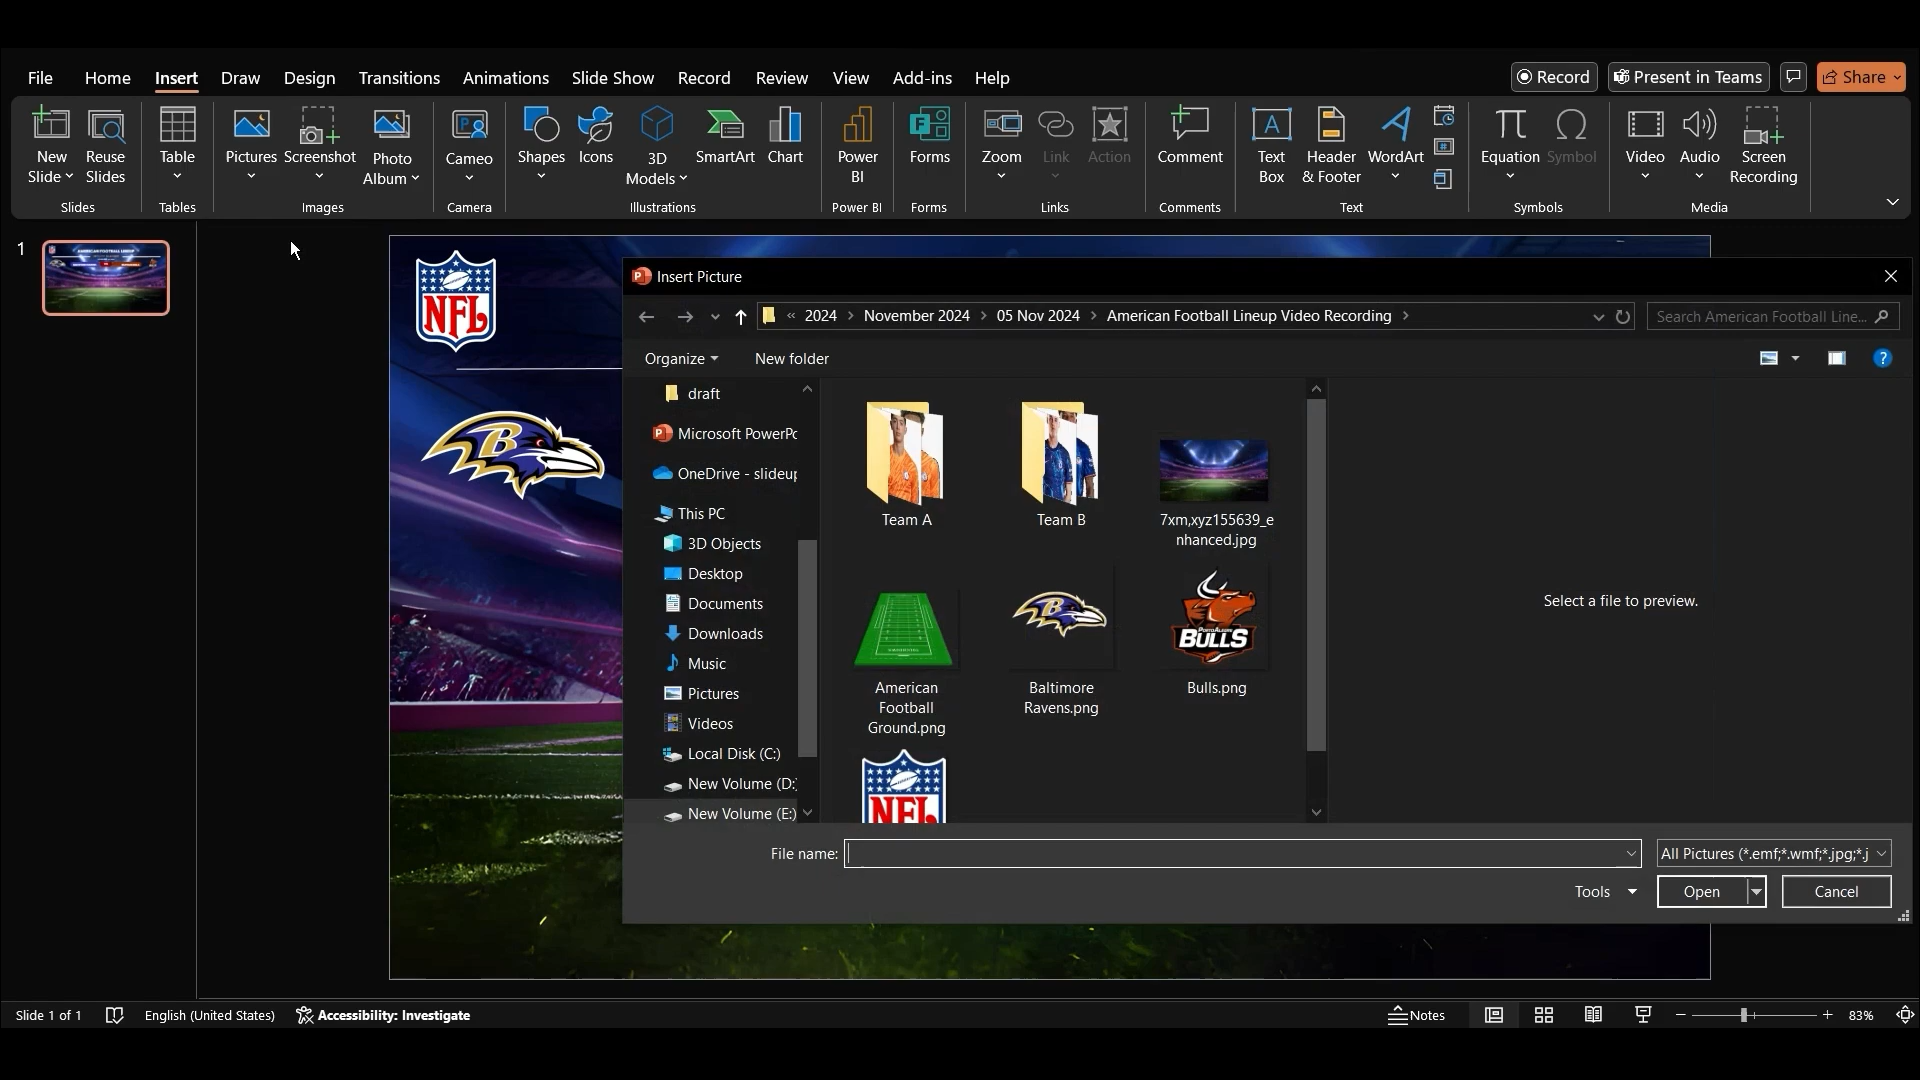 File Home Insert Draw Design Transitions Animations Slide Show Record Review View Add-ins Help
Record Present in Teams Share
New Slide
Reuse Slides
Slides
Table
Tables
Pictures
Screenshot
Photo Album
Images
Cameo
Camera
Shapes
Icons
3D Models
SmartArt
Chart
Illustrations
Power BI
Power BI
Forms
Forms
Zoom
Link
Action
Links
Comment
Comments
Text Box
Header & Footer
WordArt
Text
Equation
Symbol
Symbols
Video
Audio
Screen Recording
Media
1
AMERICAN FOOTBALL LINEUP
NFL
B
Insert Picture
« 2024 > November 2024 > 05 Nov 2024 > American Football Lineup Video Recording >
Search American Football Line...
Organize New folder
draft
Microsoft PowerPo
OneDrive - slideup
This PC
3D Objects
Desktop
Documents
Downloads
Music
Pictures
Videos
Local Disk (C:)
New Volume (D:)
New Volume (E:)
Team A
Team B
7xm,xyz155639_e
nhanced.jpg
American
Football
Ground.png
Baltimore
Ravens.png
BULLS
Bulls.png
NFL
Select a file to preview.
File name:
All Pictures (*.emf;*.wmf;*.jpg;*.j
Tools Open Cancel
Slide 1 of 1 English (United States) Accessibility: Investigate Notes 83%